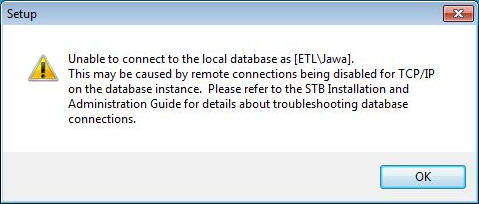 Setup
Unable to connect to the local database as [ETL\Jawa].
This may be caused by remote connections being disabled for TCP/IP
on the database instance.  Please refer to the STB Installation and
Administration Guide for details about troubleshooting database
connections.
OK